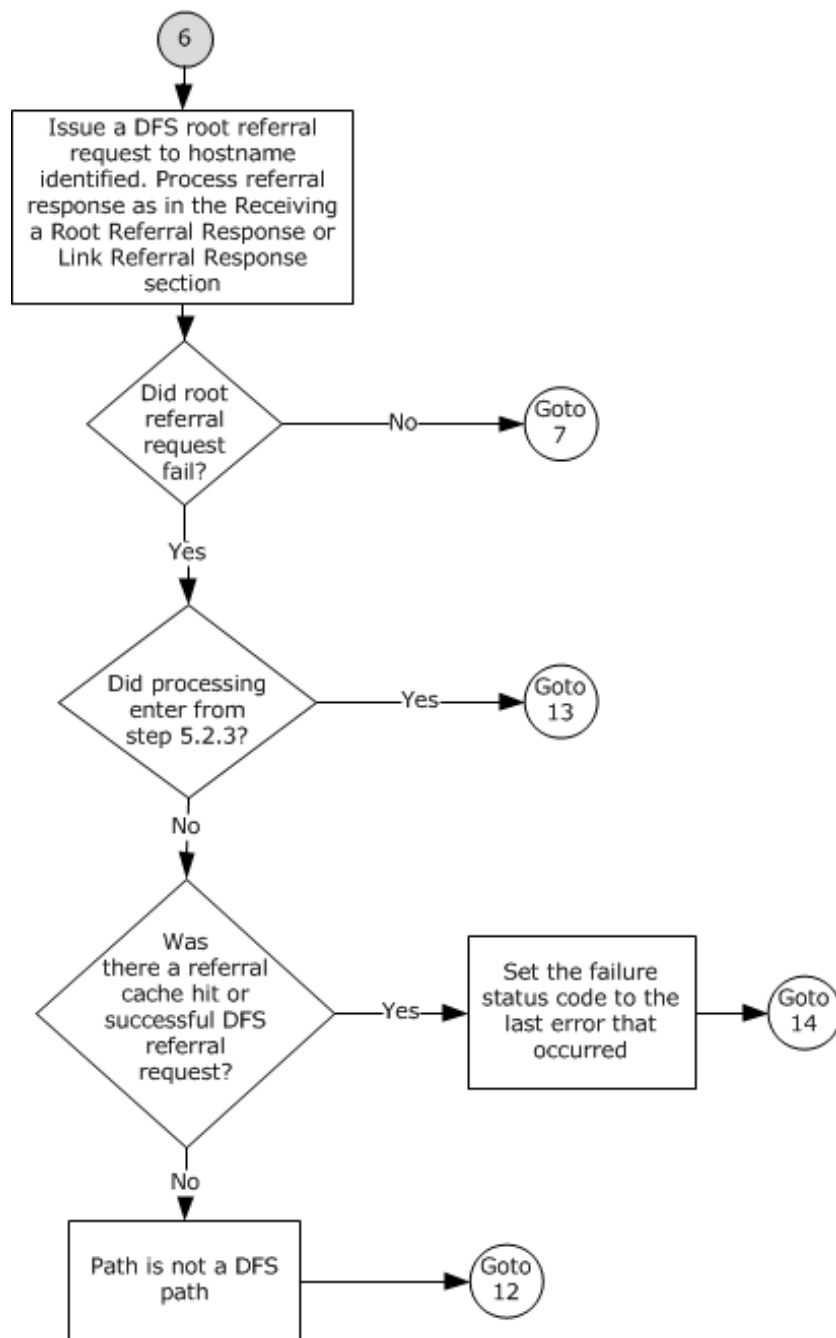 6
Issue a DFS root referral
request to hostname
identified. Process referral
response as in the Receiving
a Root Referral Response or
Link Referral Response
section
Did root
referral
request
fail?
No
Goto
7
Yes
Did processing
enter from
step 5.2.3?
Yes
Goto
13
No
Was
there a referral
cache hit or
successful DFS
referral
request?
Yes
Set the failure
status code to the
last error that
occurred
Goto
14
No
Path is not a DFS
path
Goto
12